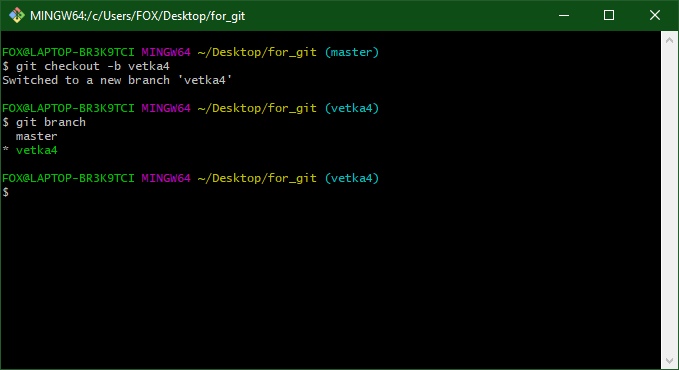 MINGW64:/c/Users/FOX/Desktop/for_git
FOX@LAPTOP-BR3K9TCI MINGW64 ~/Desktop/for_git (master)
$ git checkout -b vetka4
Switched to a new branch 'vetka4'
FOX@LAPTOP-BR3K9TCI MINGW64 ~/Desktop/for_git (vetka4)
$ git branch
  master
* vetka4
FOX@LAPTOP-BR3K9TCI MINGW64 ~/Desktop/for_git (vetka4)
$